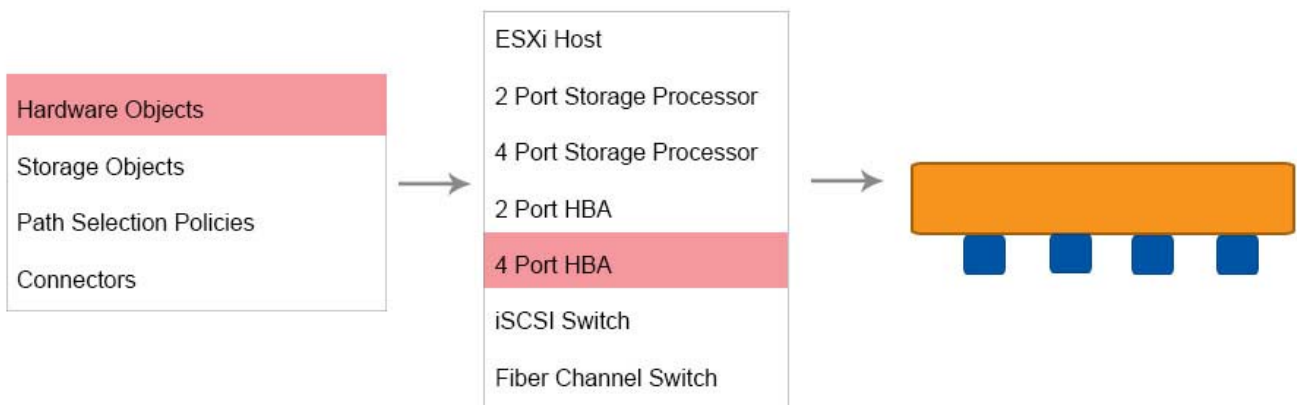 Hardware Objects
Storage Objects
Path Selection Policies
Connectors
ESXi Host
2 Port Storage Processor
4 Port Storage Processor
2 Port HBA
4 Port HBA
iSCSI Switch
Fiber Channel Switch